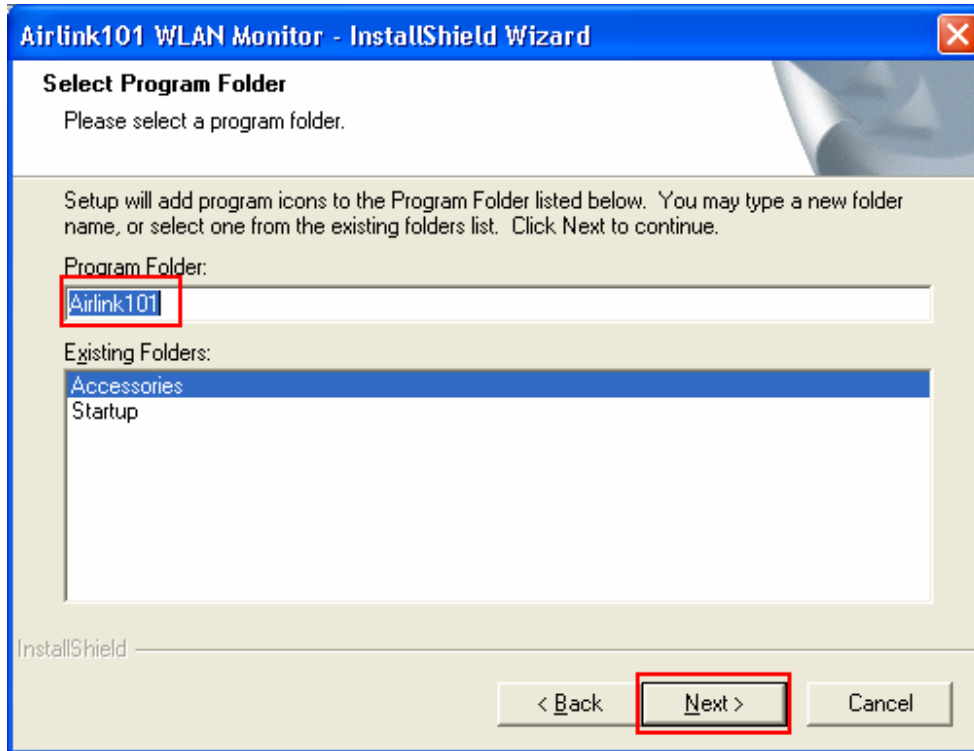 Airlink101 WLAN Monitor - InstallShield Wizard
Select Program Folder
Please select a program folder.
Setup will add program icons to the Program Folder listed below.  You may type a new folder
name, or select one from the existing folders list.  Click Next to continue.
Program Folder:
Airlink101
Existing Folders:
Accessories
Startup
InstallShield
< Back
Next >
Cancel